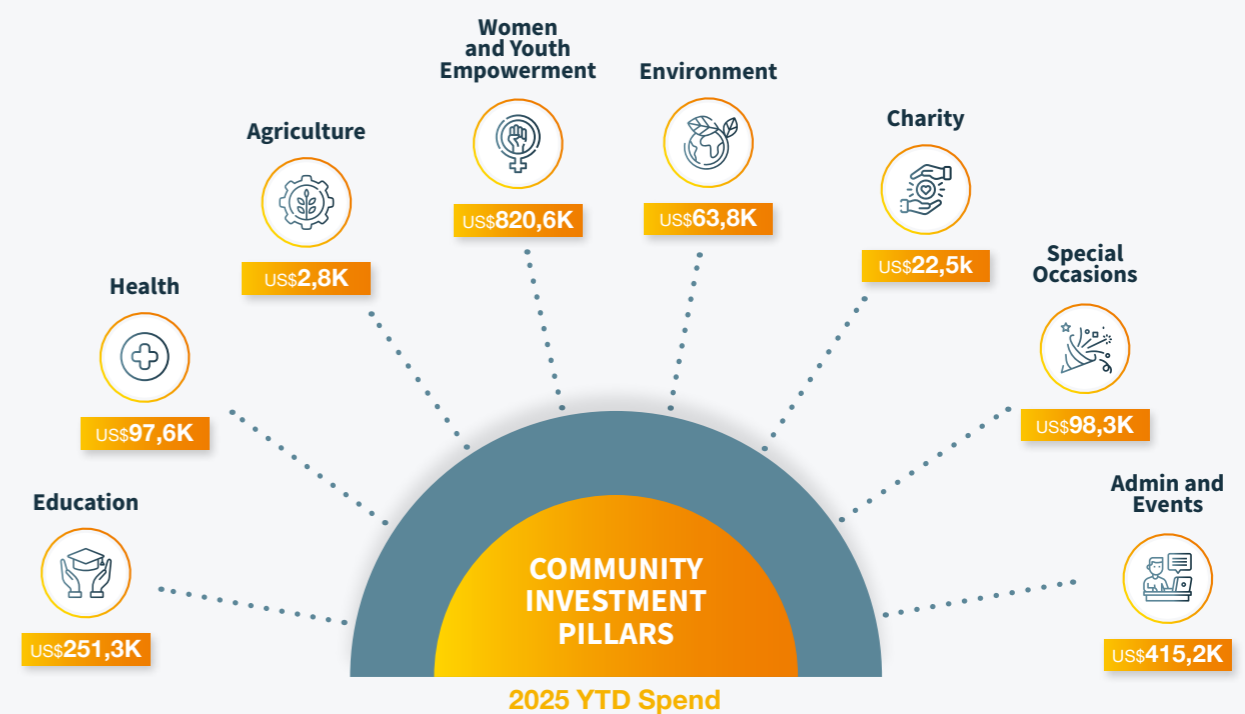 Women
and Youth
Empowerment
US$820,6K
Environment
US$63,8K
Agriculture
US$2,8K
Charity
US$22,5k
Health
US$97,6K
Special
Occasions
US$98,3K
Education
US$251,3K
Admin and
Events
US$415,2K
COMMUNITY
INVESTMENT
PILLARS
2025 YTD Spend